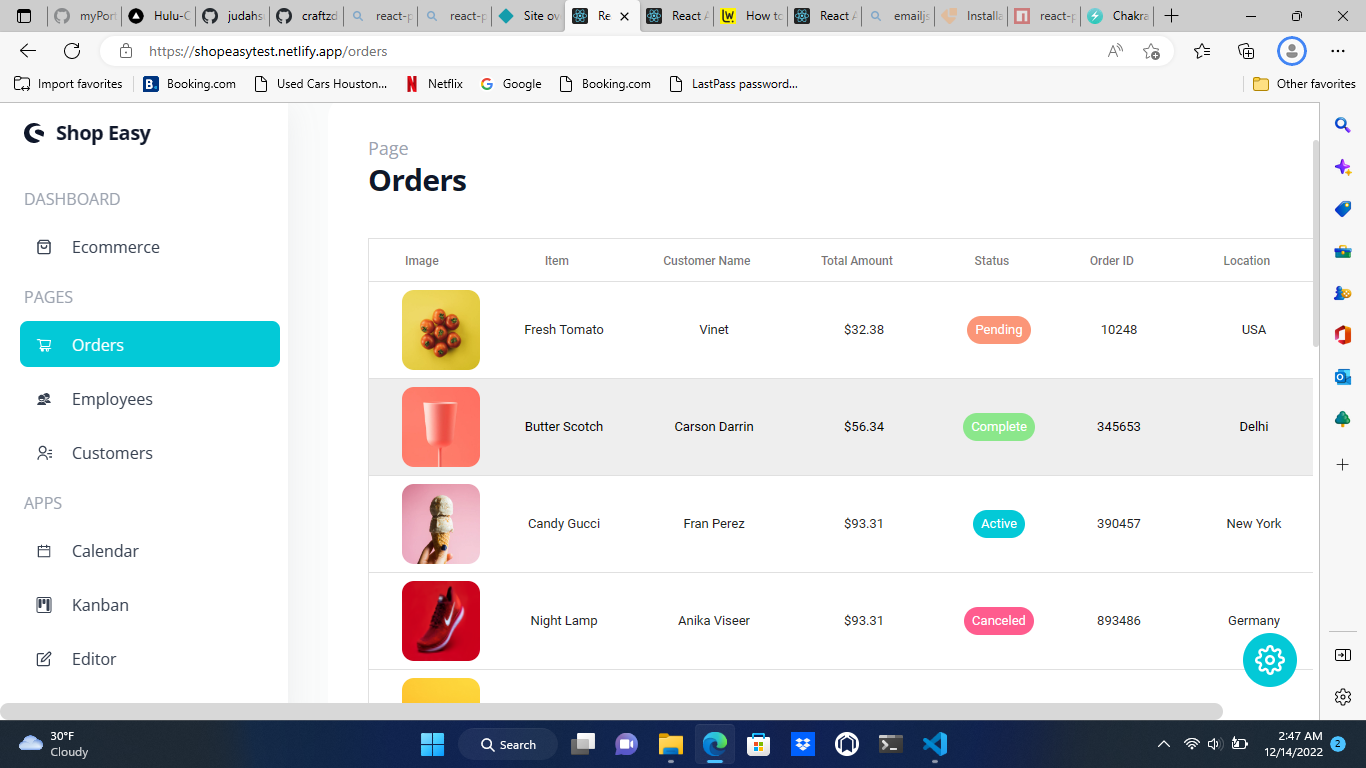 myPort
Hulu-C
judahs
craftzd
react-p
react-p
Site ov
Re
React A
How to
React A
emailjs
Installa
react-p
Chakra
https://shopeasytest.netlify.app/orders
Import favorites
B. Booking.com
Used Cars Houston...
Netflix
Google
Booking.com
LastPass password...
Other favorites
Shop Easy
DASHBOARD
Ecommerce
PAGES
Orders
Employees
Customers
APPS
Calendar
Kanban
Editor
Page
Orders
Image Item Customer Name Total Amount Status Order ID Location
Fresh Tomato Vinet $32.38 Pending 10248 USA
Butter Scotch Carson Darrin $56.34 Complete 345653 Delhi
Candy Gucci Fran Perez $93.31 Active 390457 New York
Night Lamp Anika Viseer $93.31 Canceled 893486 Germany
30°F
Cloudy
Search
2:47 AM
12/14/2022
2